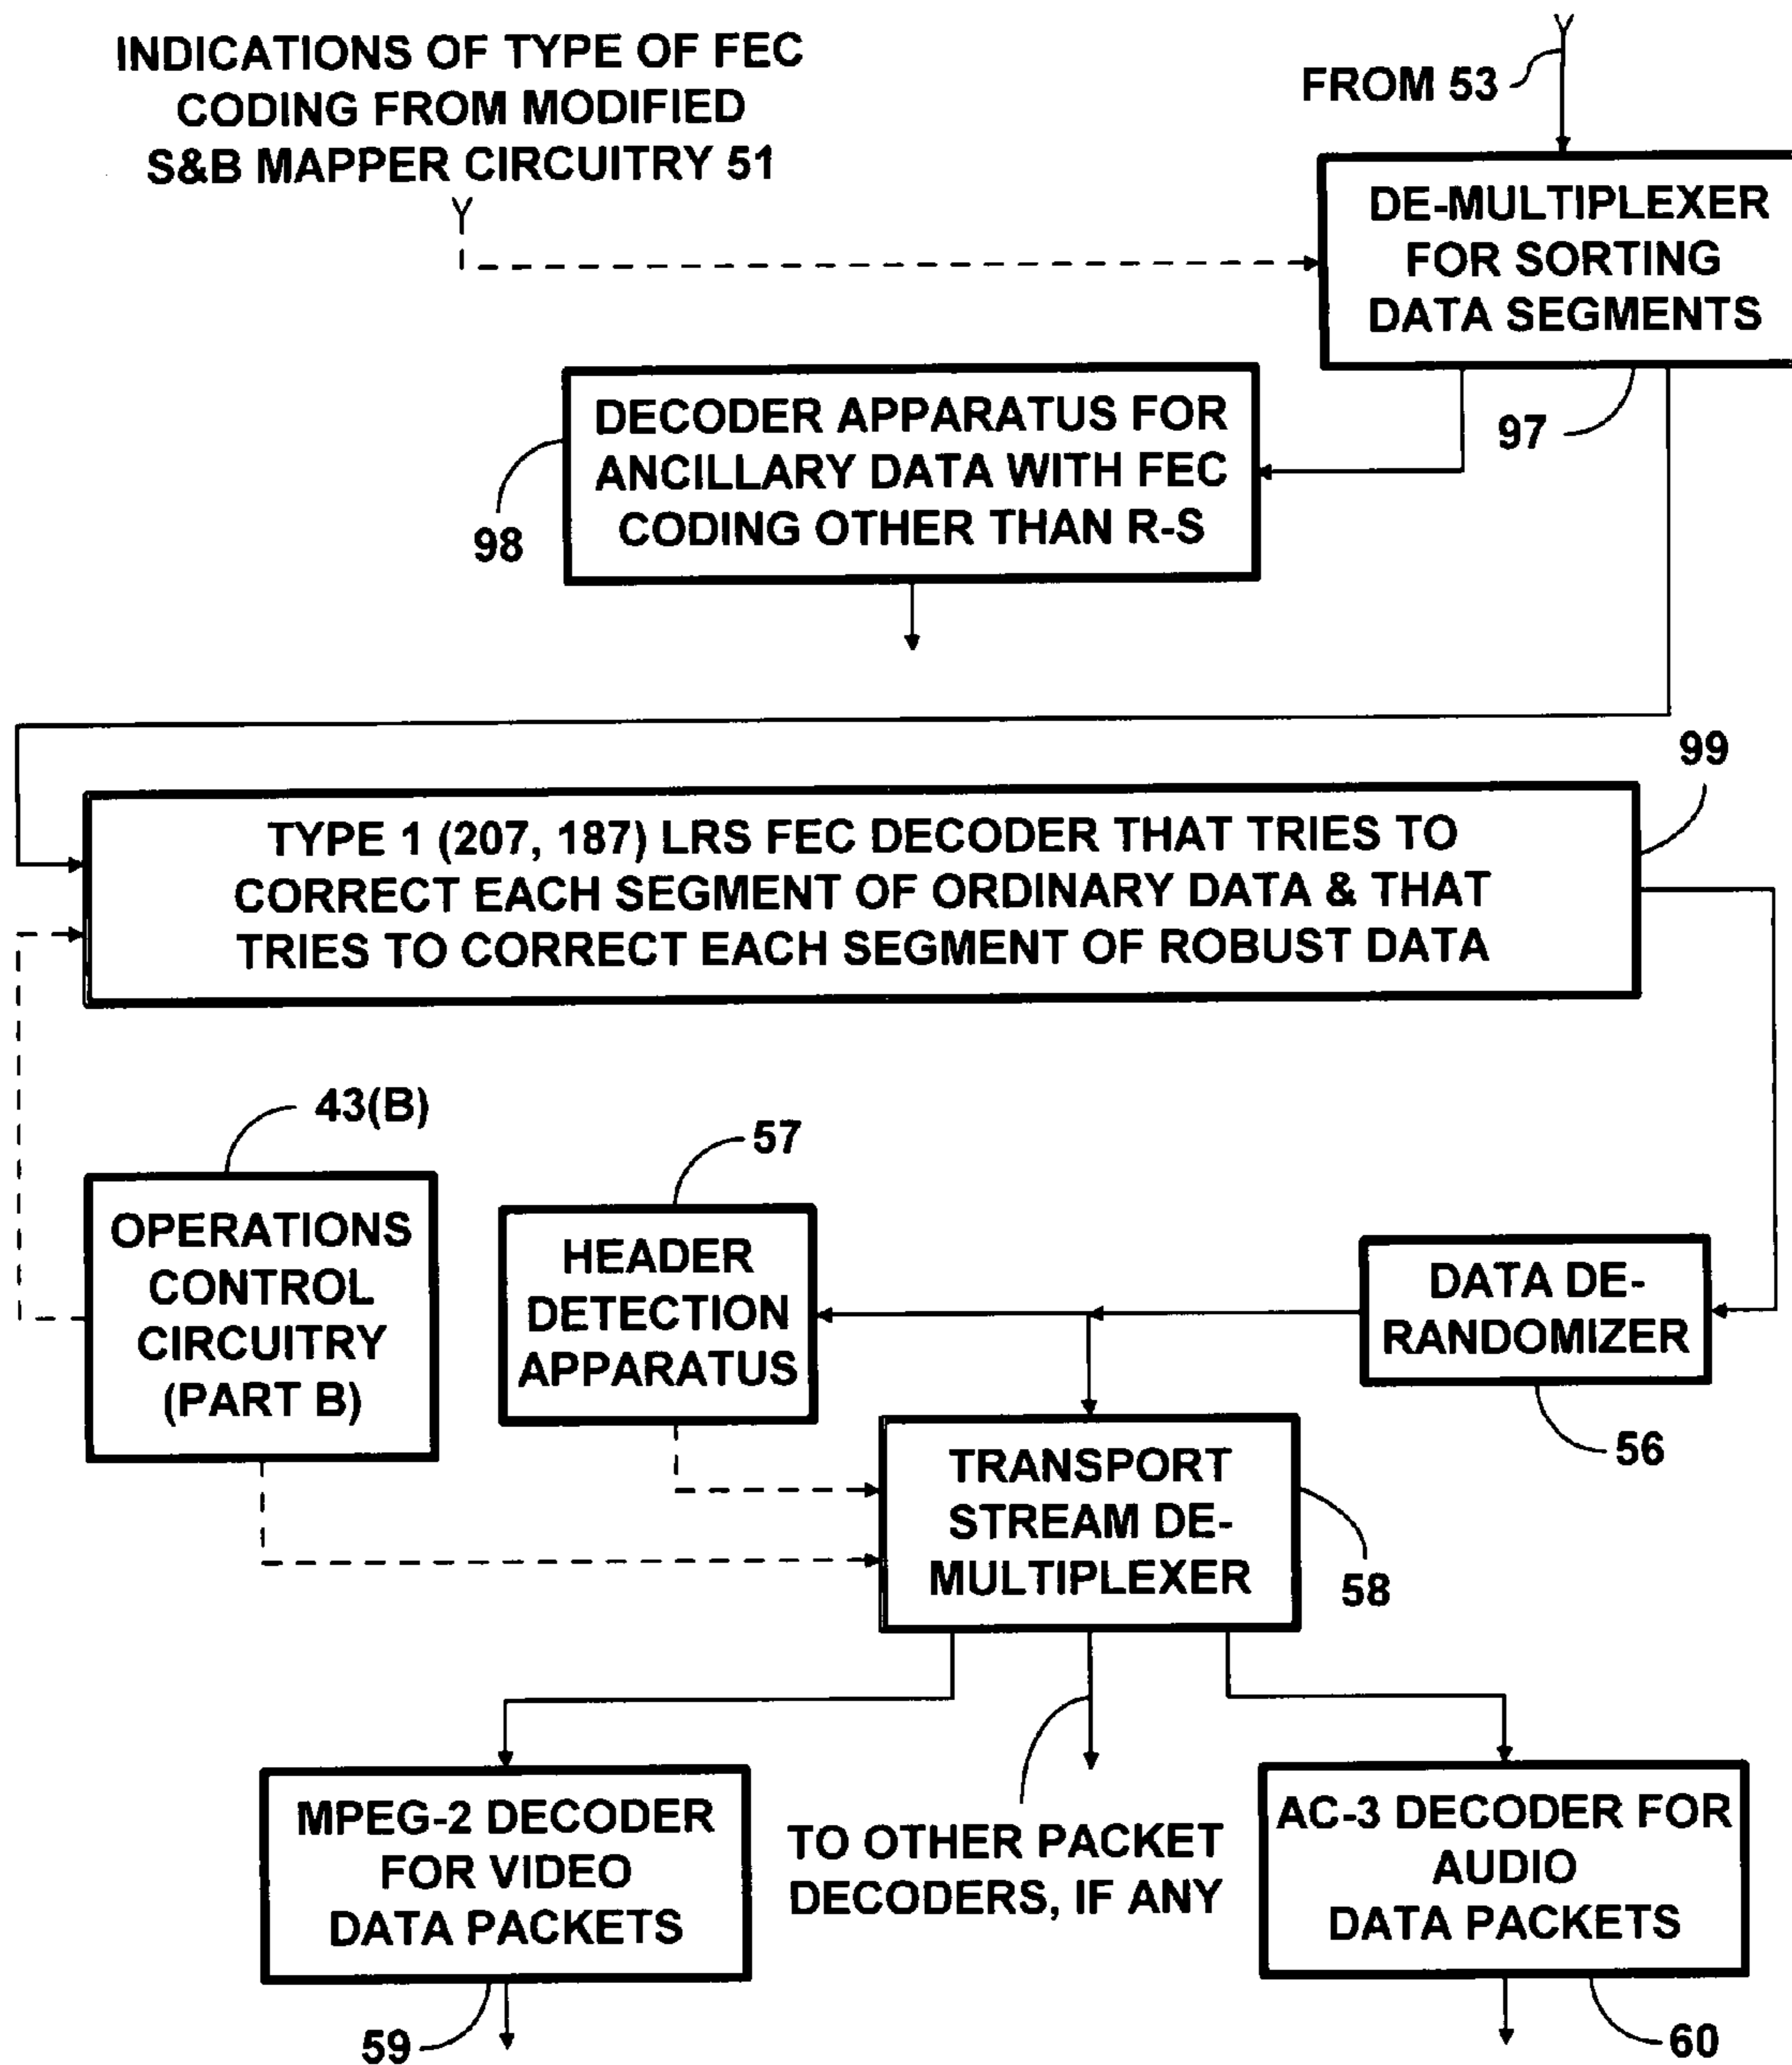 INDICATIONS OF TYPE OF FEC
CODING FROM MODIFIED
S&B MAPPER CIRCUITRY 51
FROM 53
DE-MULTIPLEXER
FOR SORTING
DATA SEGMENTS
97
DECODER APPARATUS FOR
ANCILLARY DATA WITH FEC
CODING OTHER THAN R-S
98
99
TYPE 1 (207, 187) LRS FEC DECODER THAT TRIES TO
CORRECT EACH SEGMENT OF ORDINARY DATA & THAT
TRIES TO CORRECT EACH SEGMENT OF ROBUST DATA
43(B)
OPERATIONS
CONTROL
CIRCUITRY
(PART B)
57
HEADER
DETECTION
APPARATUS
DATA DE-
RANDOMIZER
56
TRANSPORT
STREAM DE-
MULTIPLEXER
58
MPEG-2 DECODER
FOR VIDEO
DATA PACKETS
59
TO OTHER PACKET
DECODERS, IF ANY
AC-3 DECODER FOR
AUDIO
DATA PACKETS
60